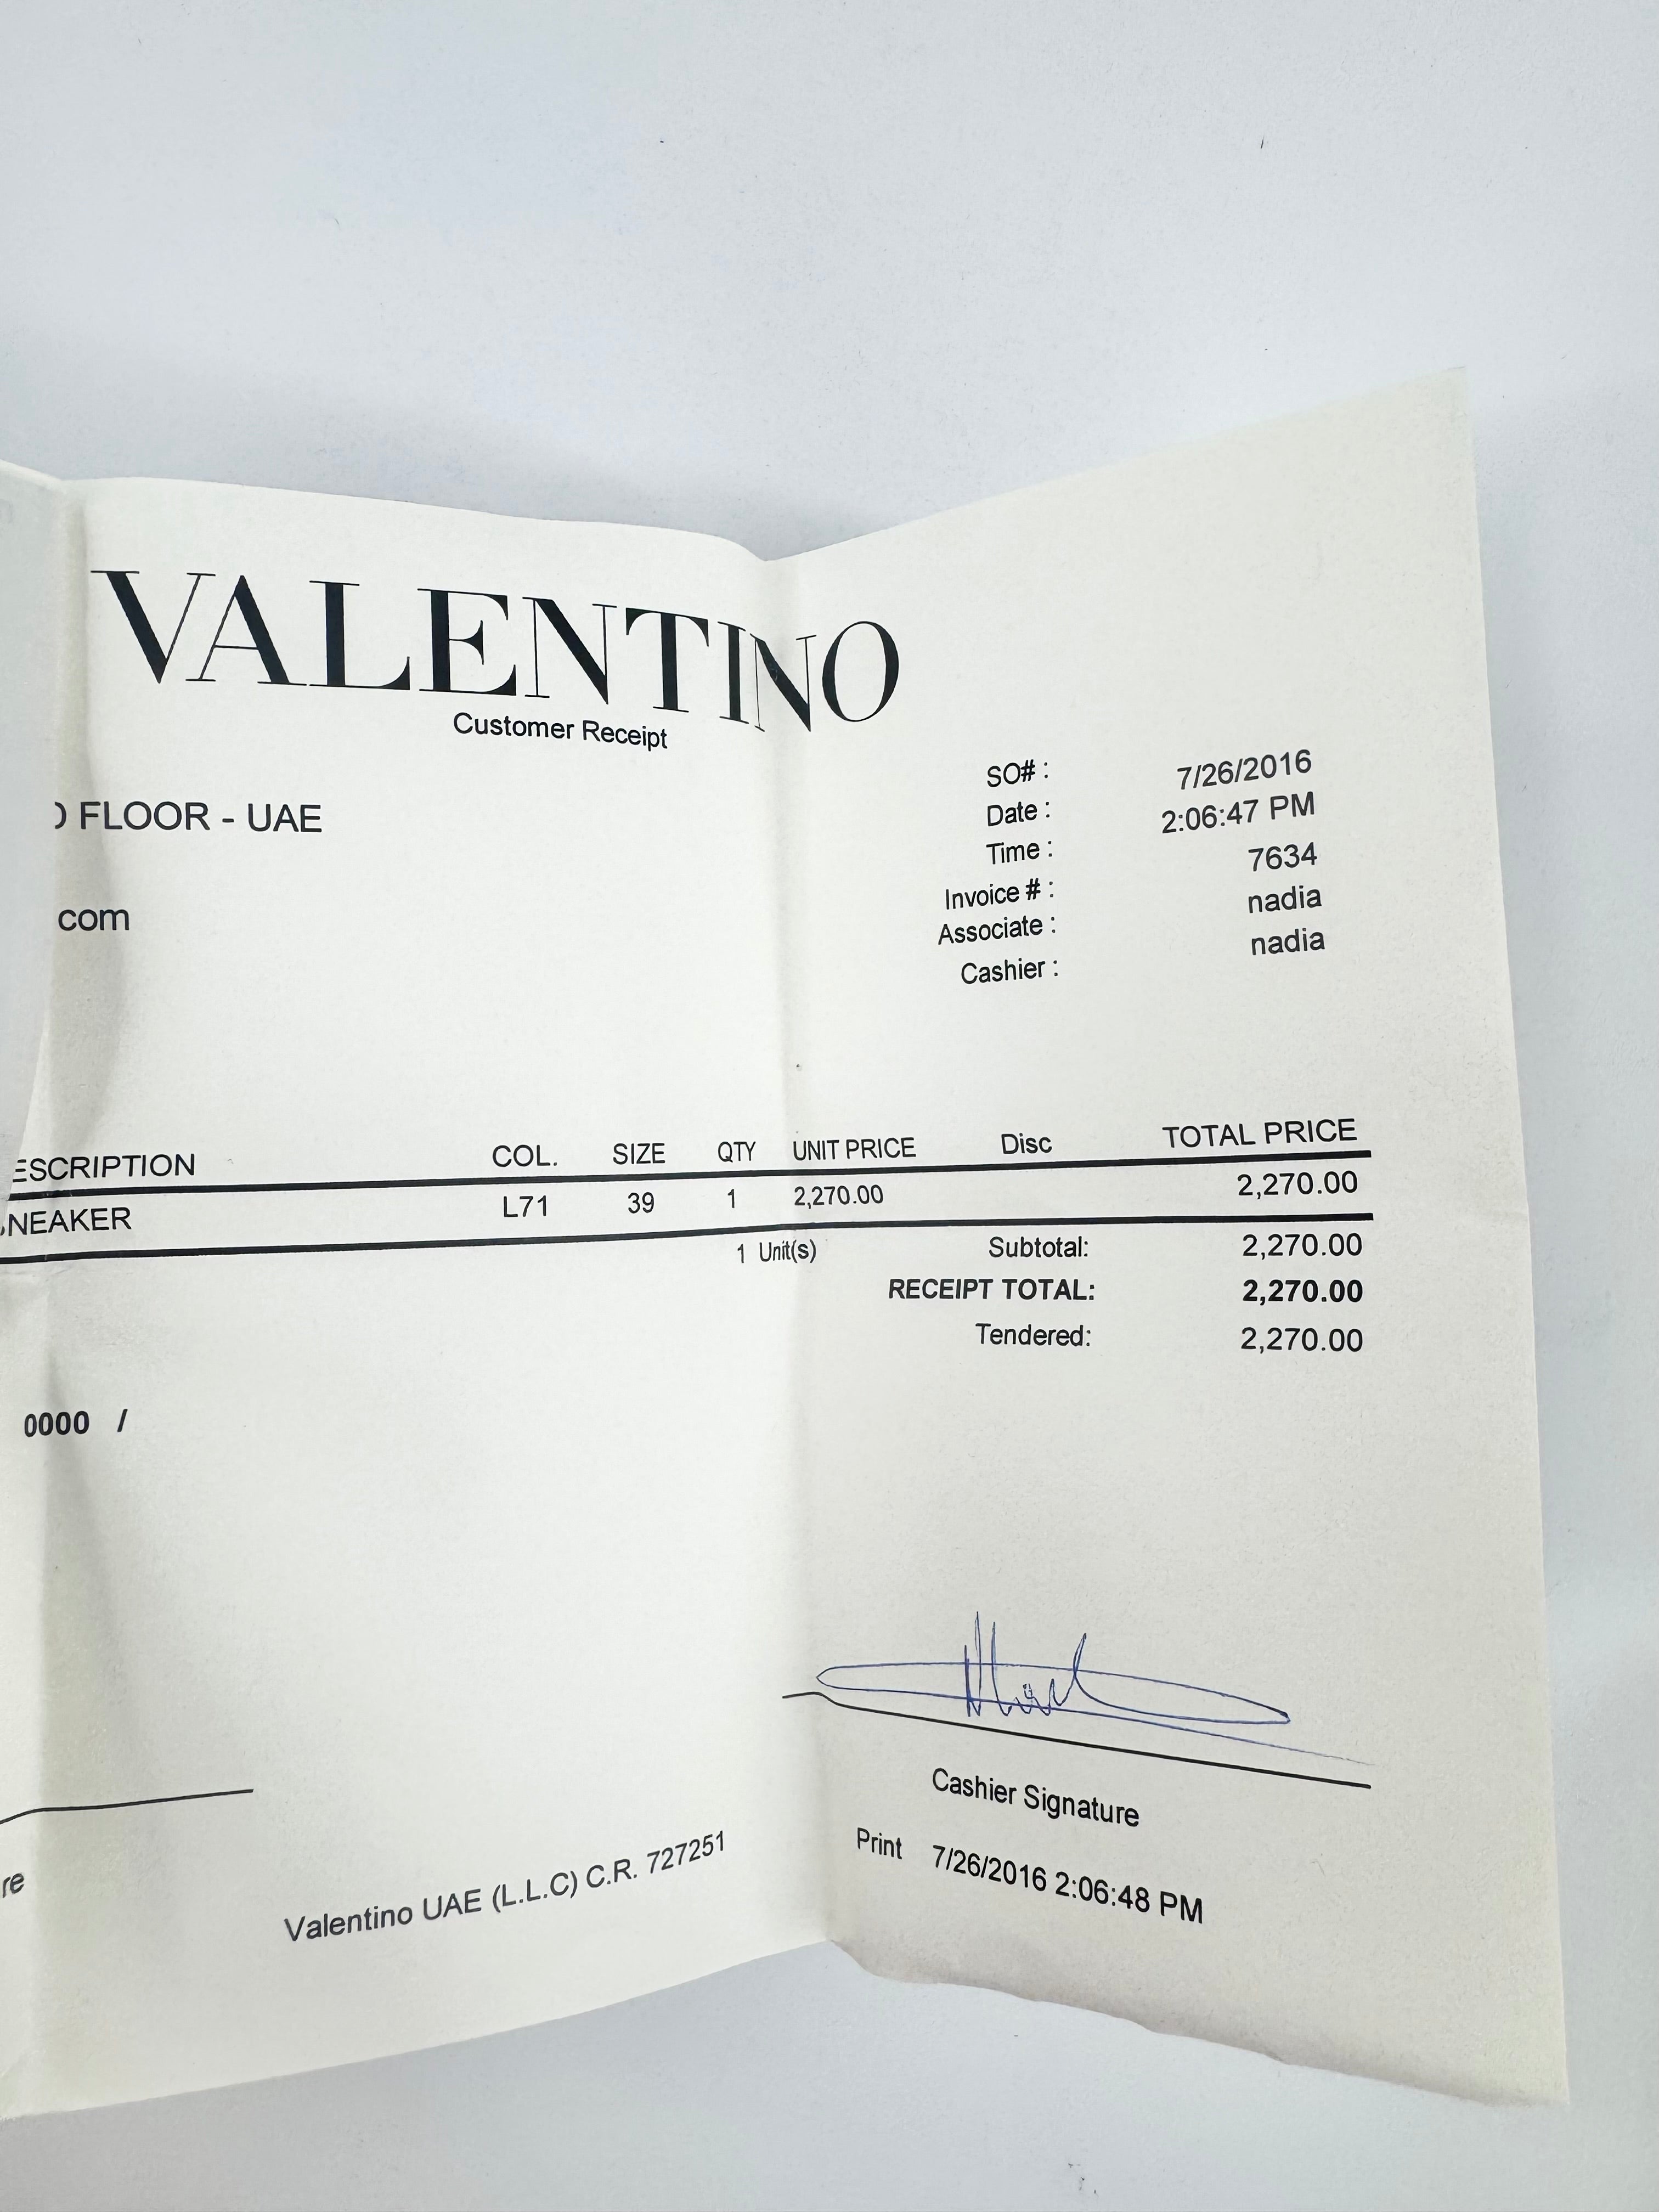 VALENTINO
Customer Receipt
FLOOR - UAE
com
SO# :
Date : 7/26/2016
Time : 2:06:47 PM
Invoice # : 7634
Associate : nadia
Cashier : nadia
ESCRIPTION COL. SIZE QTY UNIT PRICE Disc TOTAL PRICE
NEAKER L71 39 1 2,270.00 2,270.00
1 Unit(s) Subtotal: 2,270.00
RECEIPT TOTAL: 2,270.00
Tendered: 2,270.00
0000 /
Cashier Signature
re
Print 7/26/2016 2:06:48 PM
Valentino UAE (L.L.C) C.R. 727251